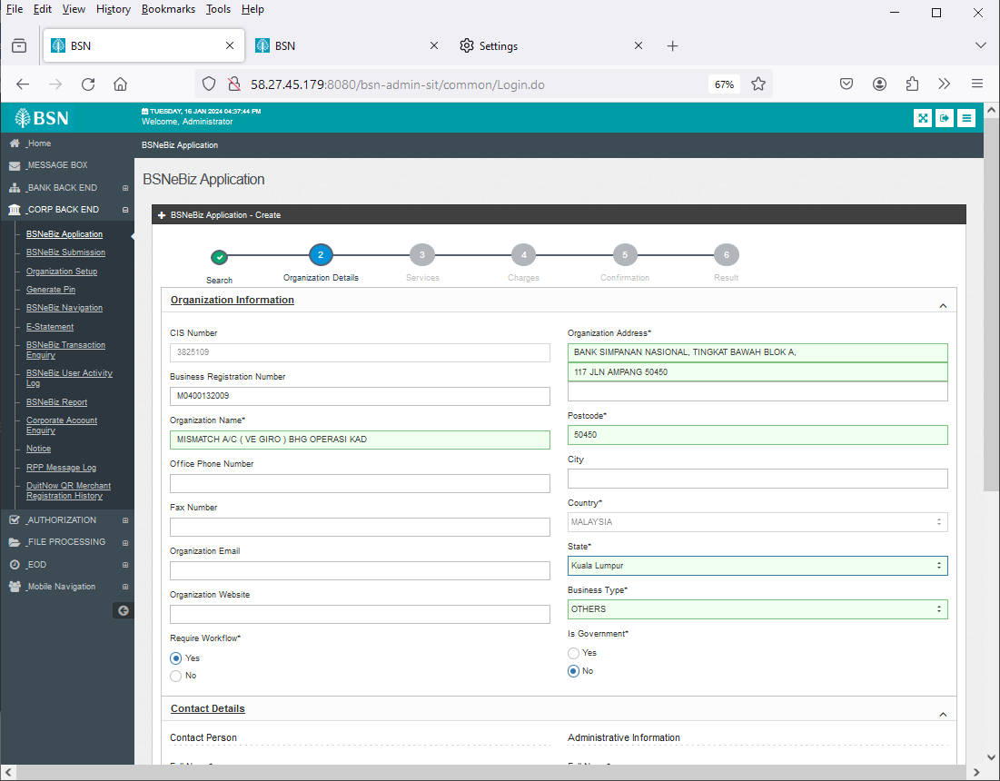 File Edit View History Bookmarks Tools Help
BSN
BSN
Settings
58.27.45.179:8080/bsn-admin-sit/common/Login.do
67%
BSN
TUESDAY, 16 JAN 2024 04:37:44 PM
Welcome, Administrator
_Home
_MESSAGE BOX
_BANK BACK END
_CORP BACK END
BSNeBiz Application
BSNeBiz Submission
Organization Setup
Generate Pin
BSNeBiz Navigation
E-Statement
BSNeBiz Transaction
Enquiry
BSNeBiz User Activity
Log
BSNeBiz Report
Corporate Account
Enquiry
Notice
RPP Message Log
DuitNow QR Merchant
Registration History
_AUTHORIZATION
_FILE PROCESSING
_EOD
_Mobile Navigation
BSNeBiz Application
BSNeBiz Application
BSNeBiz Application - Create
2 3 4 5 6
Search Organization Details Services Charges Confirmation Result
Organization Information
CIS Number
3825109
Business Registration Number
M0400132009
Organization Name*
MISMATCH A/C ( VE GIRO ) BHG OPERASI KAD
Office Phone Number
Fax Number
Organization Email
Organization Website
Require Workflow*
Yes
No
Organization Address*
BANK SIMPANAN NASIONAL, TINGKAT BAWAH BLOK A,
117 JLN AMPANG 50450
Postcode*
50450
City
Country*
MALAYSIA
State*
Kuala Lumpur
Business Type*
OTHERS
Is Government*
Yes
No
Contact Details
Contact Person
Administrative Information